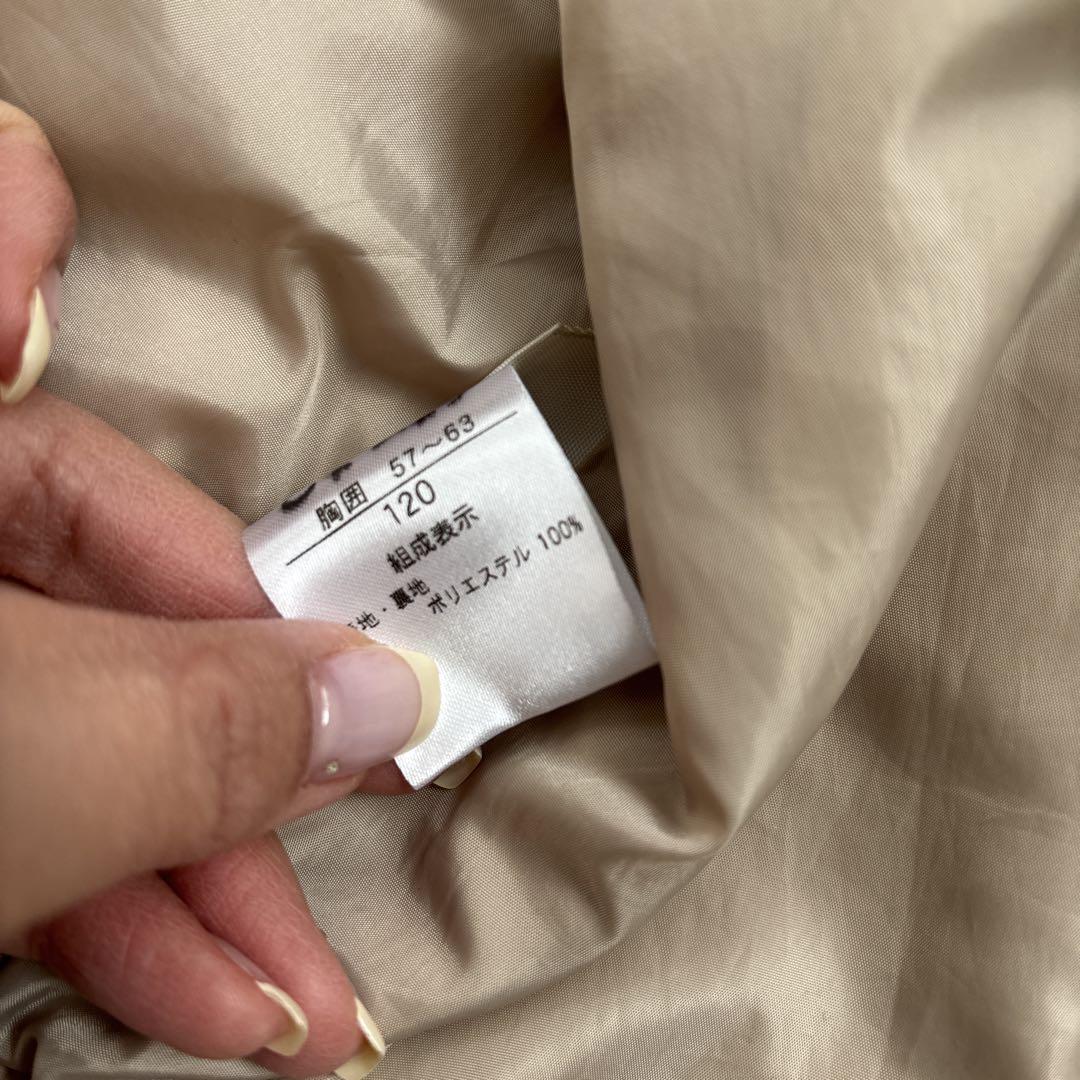 胸囲 57～63
120
組成表示
地・裏地
ポリエステル 100%